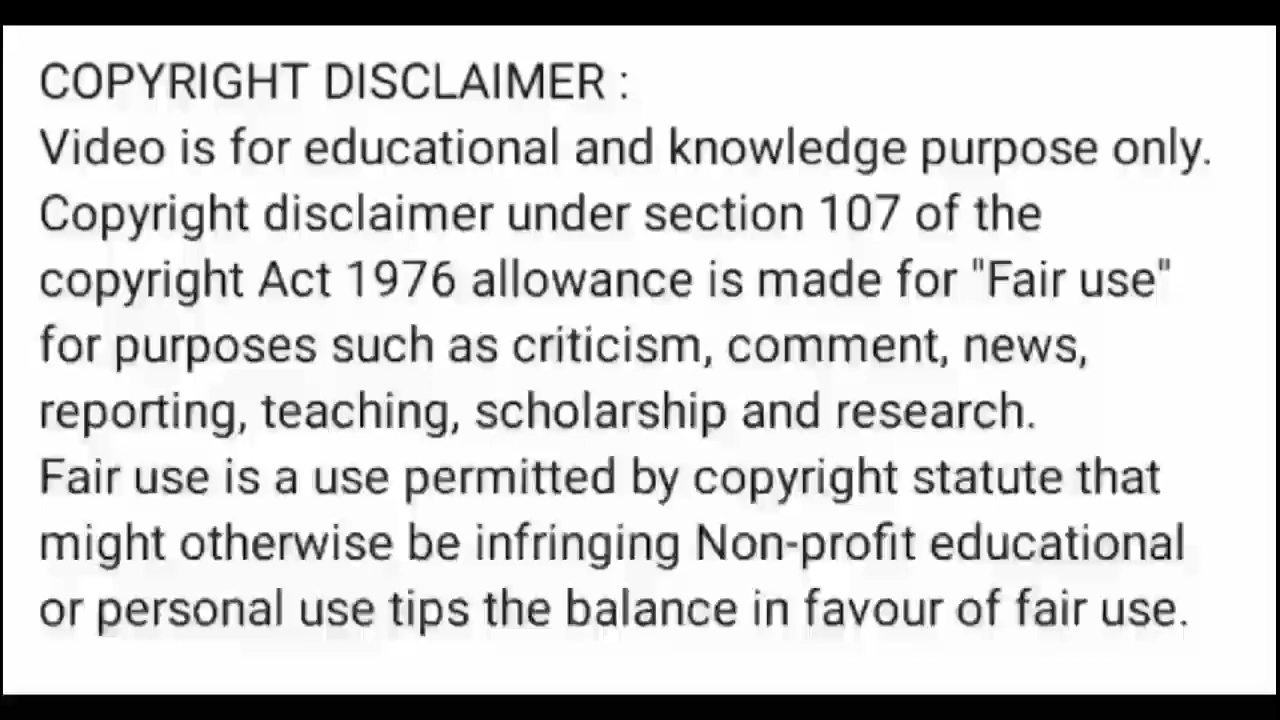 COPYRIGHT DISCLAIMER :
Video is for educational and knowledge purpose only.
Copyright disclaimer under section 107 of the
copyright Act 1976 allowance is made for "Fair use"
for purposes such as criticism, comment, news,
reporting, teaching, scholarship and research.
Fair use is a use permitted by copyright statute that
might otherwise be infringing Non-profit educational
or personal use tips the balance in favour of fair use.